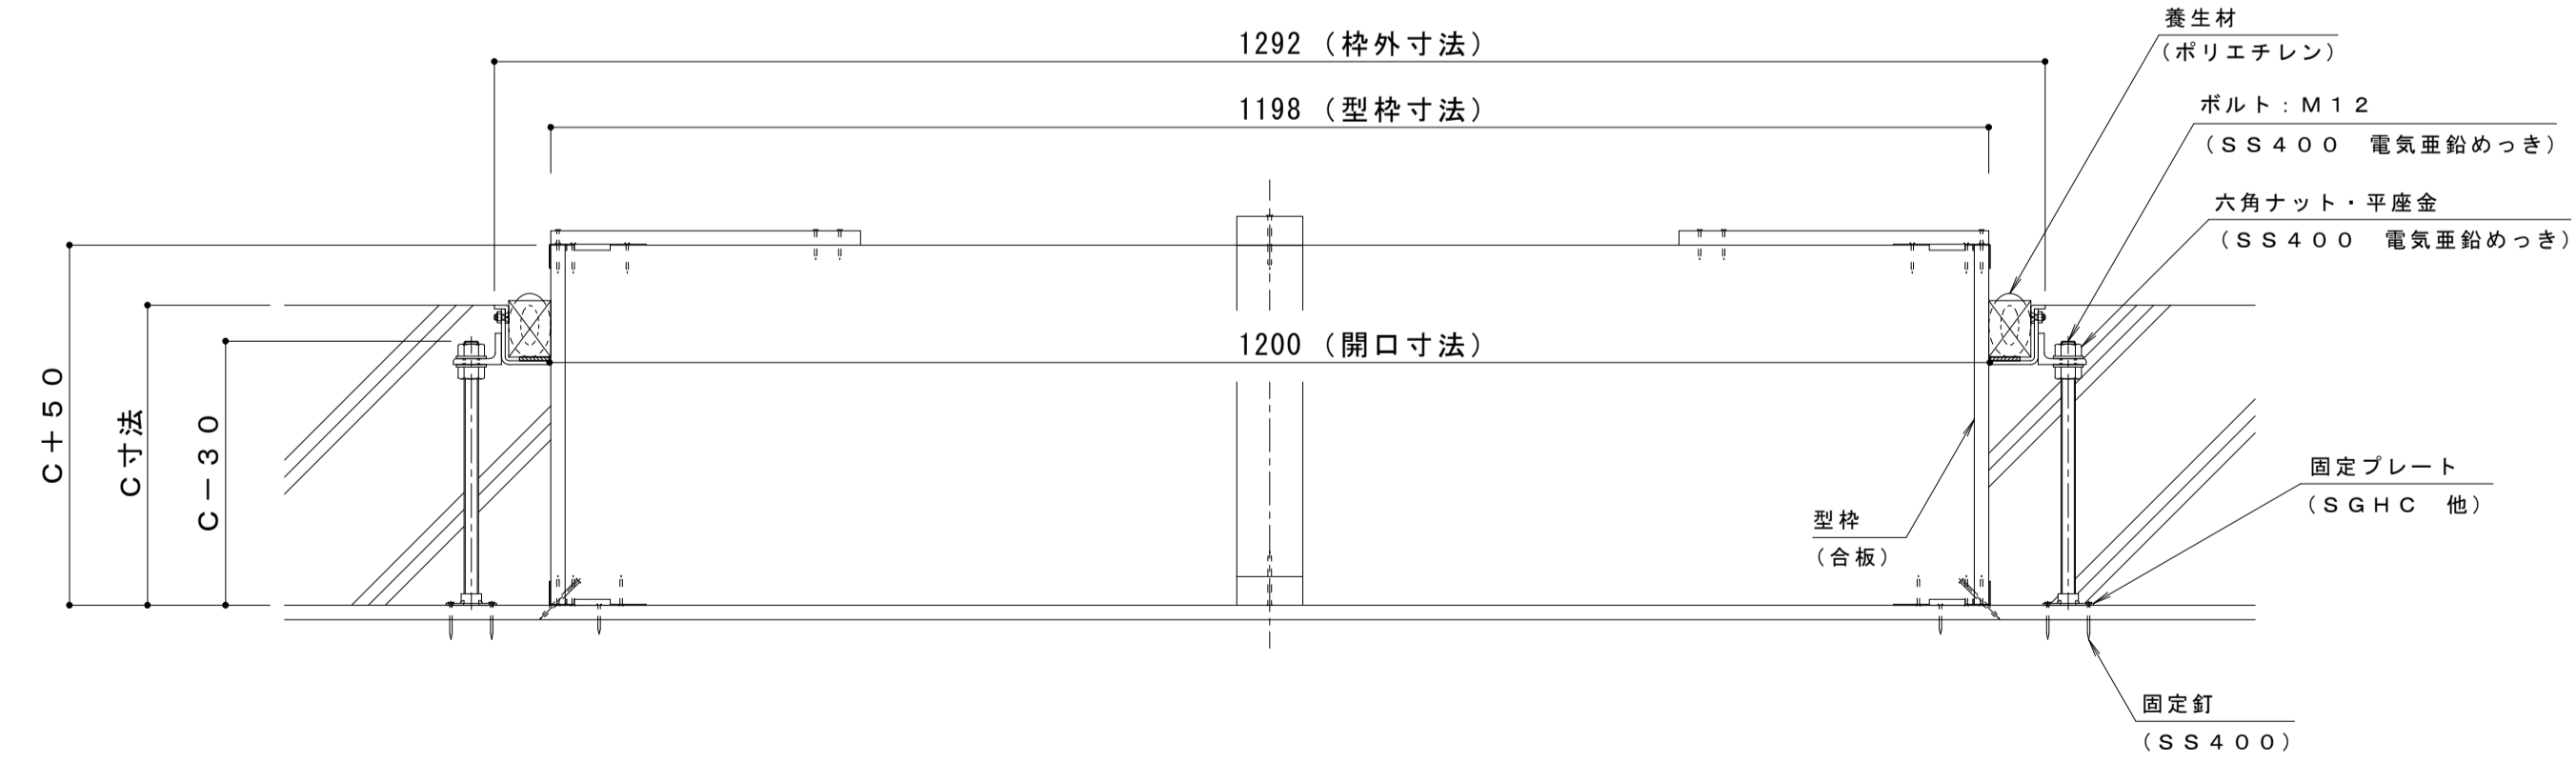 養生材
(ポリエチレン)
1292 (枠外寸法)
1198 (型枠寸法)
ボルト:M12
(SS400 電気亜鉛めっき)
六角ナット・平座金
(SS400 電気亜鉛めっき)
1200 (開口寸法)
C+50
C寸法
C-30
固定プレート
(SGHC 他)
型枠
(合板)
固定釘
(SS400)